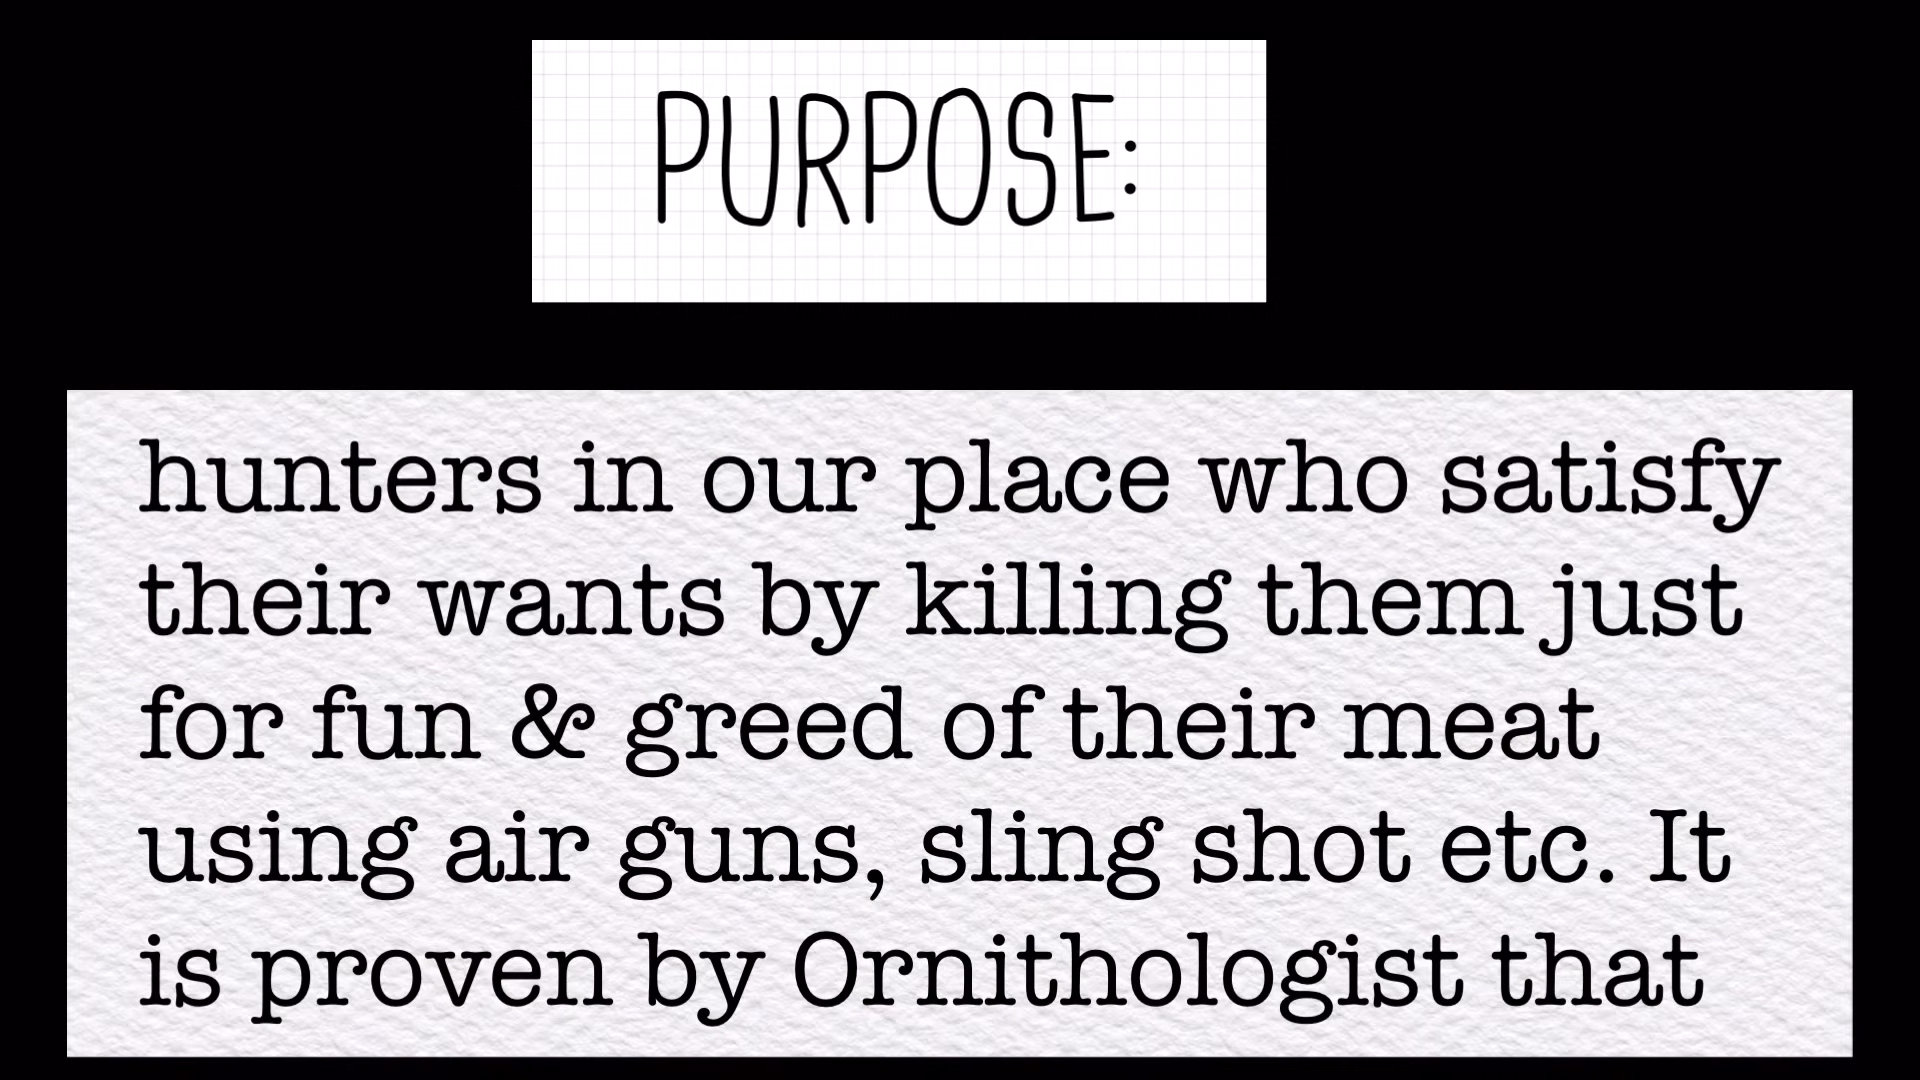 PURPOSE:
hunters in our place who satisfy
their wants by killing them just
for fun & greed of their meat
using air guns, sling shot etc. It
is proven by Ornithologist that